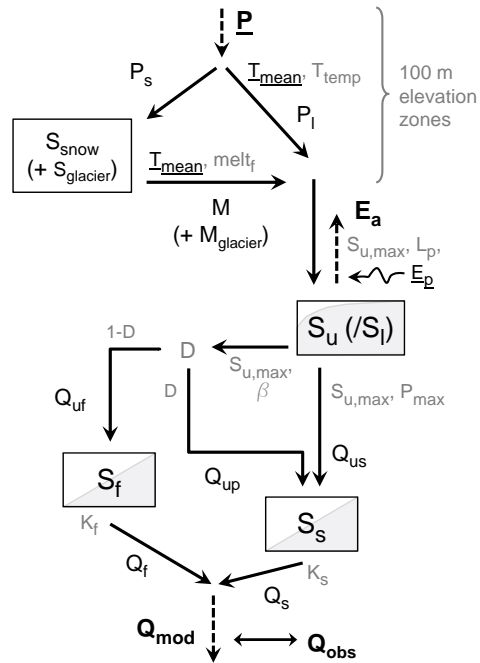 P
P_s
T_mean, T_temp
P_l
100 m
elevation
zones
S_snow
(+ S_glacier)
T_mean, melt_f
M
(+ M_glacier)
E_a
S_u,max, L_p,
E_p
S_u (/S_l)
1-D
D
S_u,max,
β
D
S_u,max, P_max
Q_uf
Q_up
Q_us
S_f
S_s
K_f
Q_f
K_s
Q_s
Q_mod
Q_obs